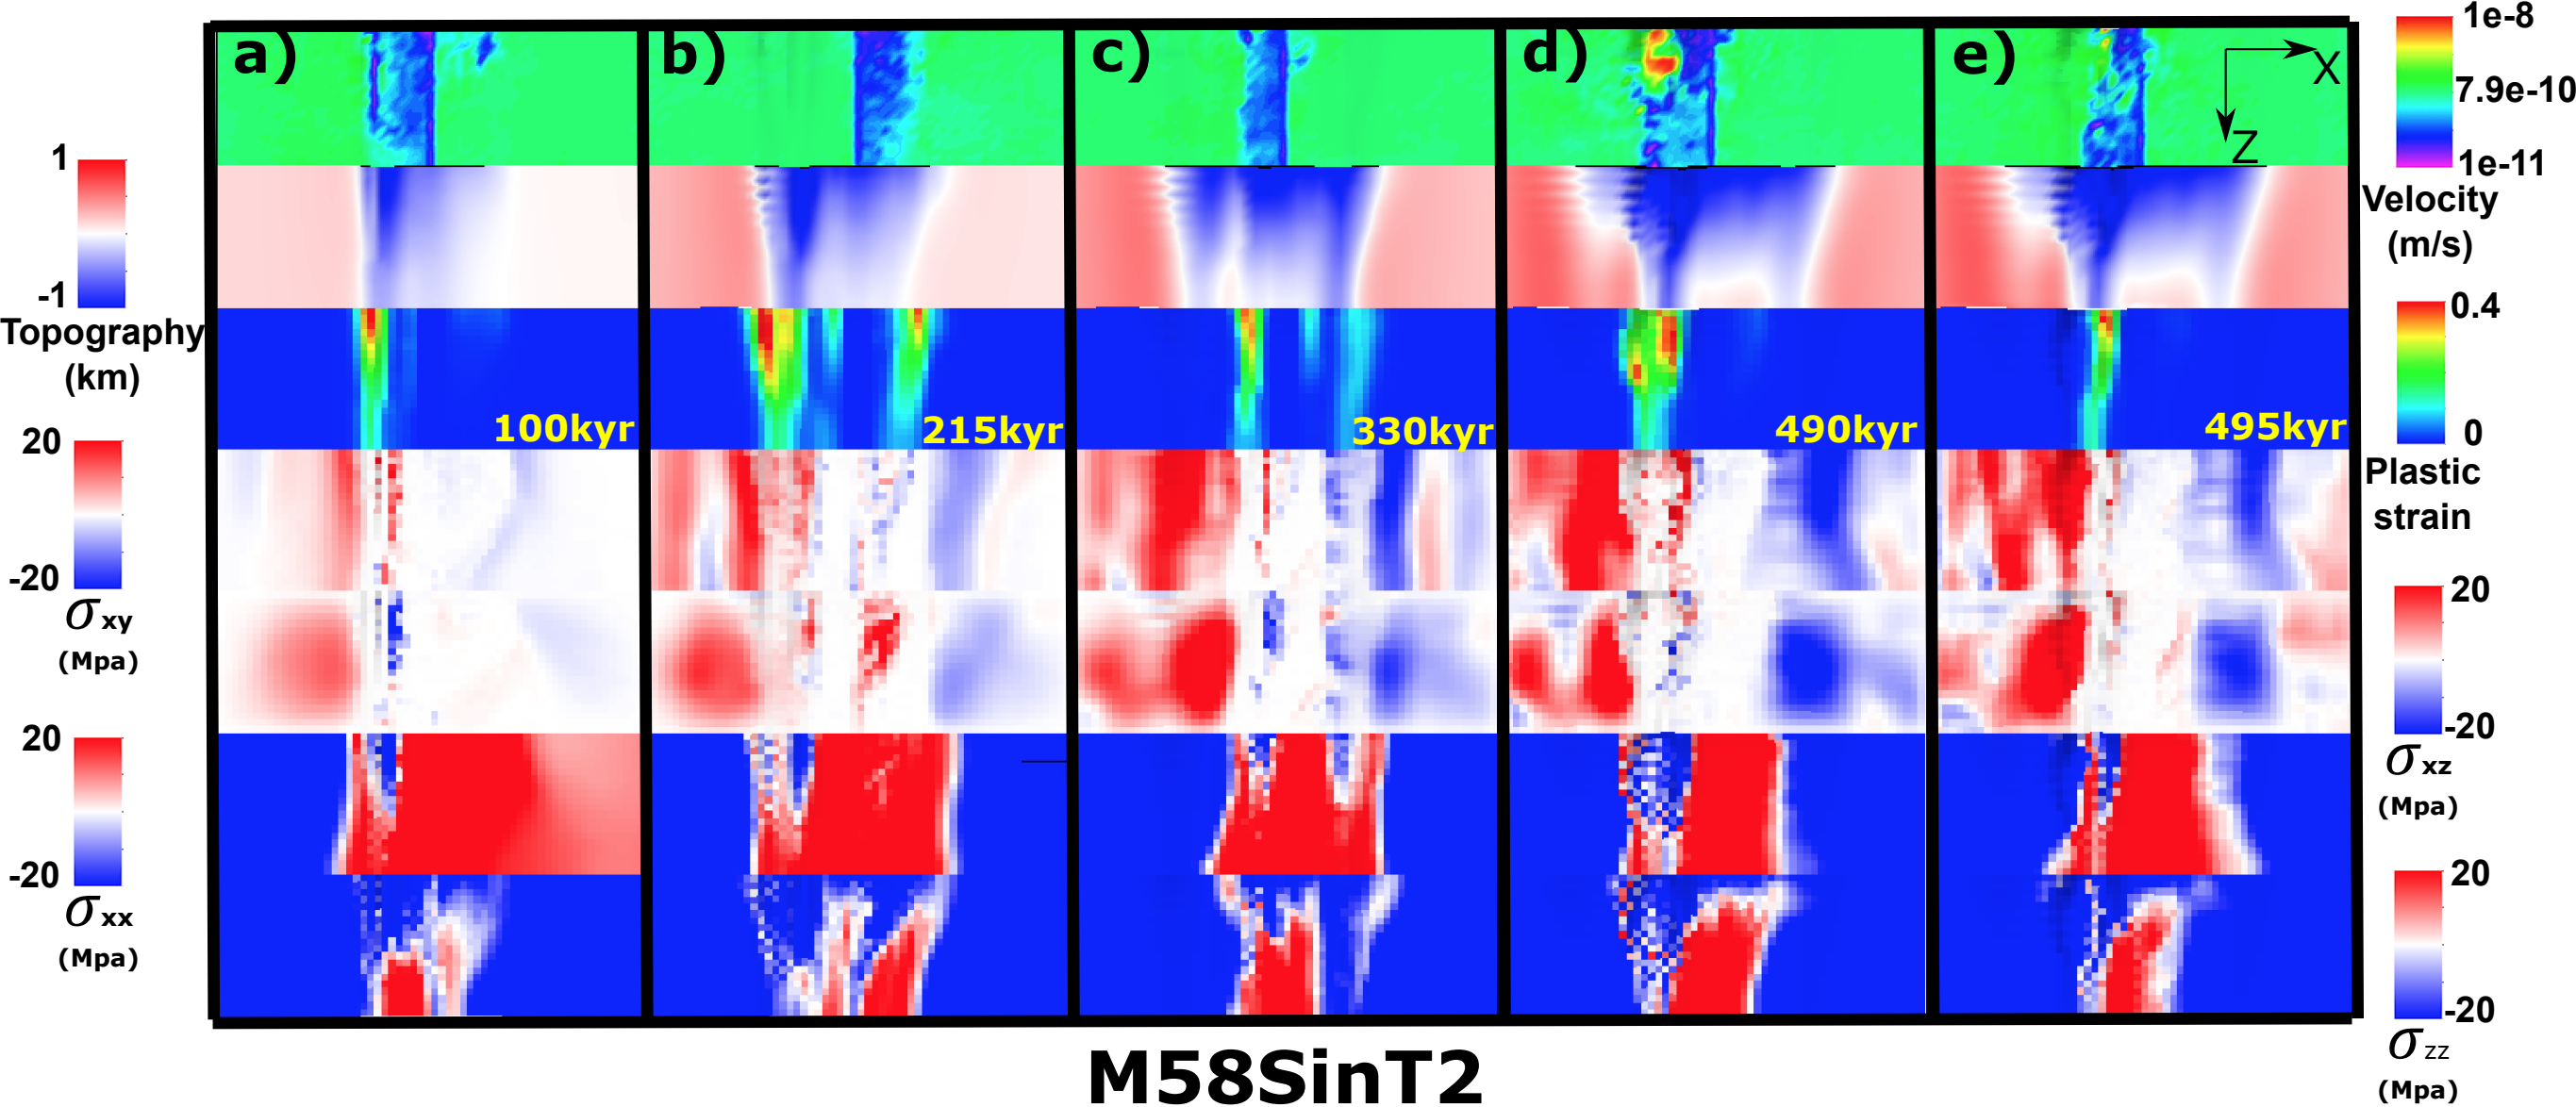 a)
b)
c)
d)
e)
X
Z
1
-1
Topography
(km)
20
-20
σxy
(Mpa)
20
-20
σxx
(Mpa)
100kyr
215kyr
330kyr
490kyr
495kyr
1e-8
7.9e-10
1e-11
Velocity
(m/s)
0.4
0
Plastic
strain
20
-20
σxz
(Mpa)
20
-20
σzz
(Mpa)
M58SinT2